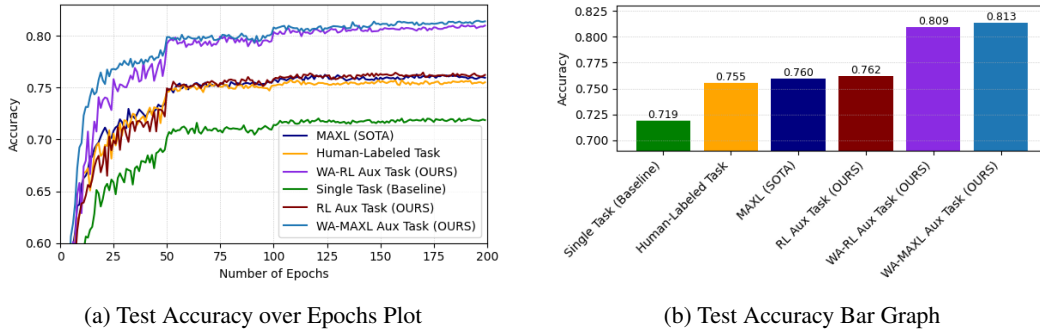 0.80
0.75
0.70
0.65
0.60
Accuracy
0 25 50 75 100 125 150 175 200
Number of Epochs
MAXL (SOTA)
Human-Labeled Task
WA-RL Aux Task (OURS)
Single Task (Baseline)
RL Aux Task (OURS)
WA-MAXL Aux Task (OURS)
(a) Test Accuracy over Epochs Plot
0.825
0.800
0.775
0.750
0.725
0.700
Accuracy
0.719
0.755
0.760
0.762
0.809
0.813
Single Task (Baseline)
Human-Labeled Task
MAXL (SOTA)
RL Aux Task (OURS)
WA-RL Aux Task (OURS)
WA-MAXL Aux Task (OURS)
(b) Test Accuracy Bar Graph